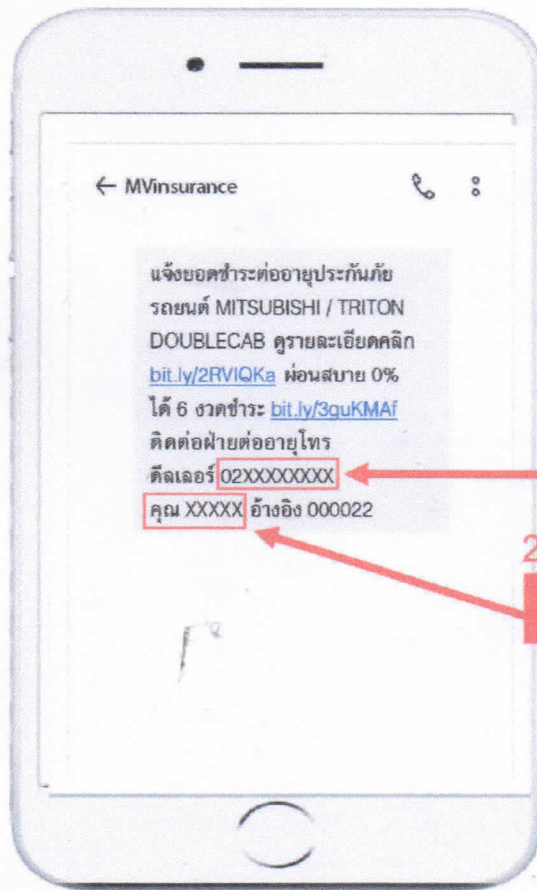 ← MVinsurance
แจ้งยอดชำระต่ออายุประกันภัย
รถยนต์ MITSUBISHI / TRITON
DOUBLECAB ดูรายละเอียดคลิก
bit.ly/2RVIQKa ผ่อนสบาย 0%
ได้ 6 งวดชำระ bit.ly/3guKMAf
ติดต่อฝ่ายต่ออายุโทร
ดีลเลอร์ 02XXXXXXXX
คุณ XXXXX อ้างอิง 000022
2